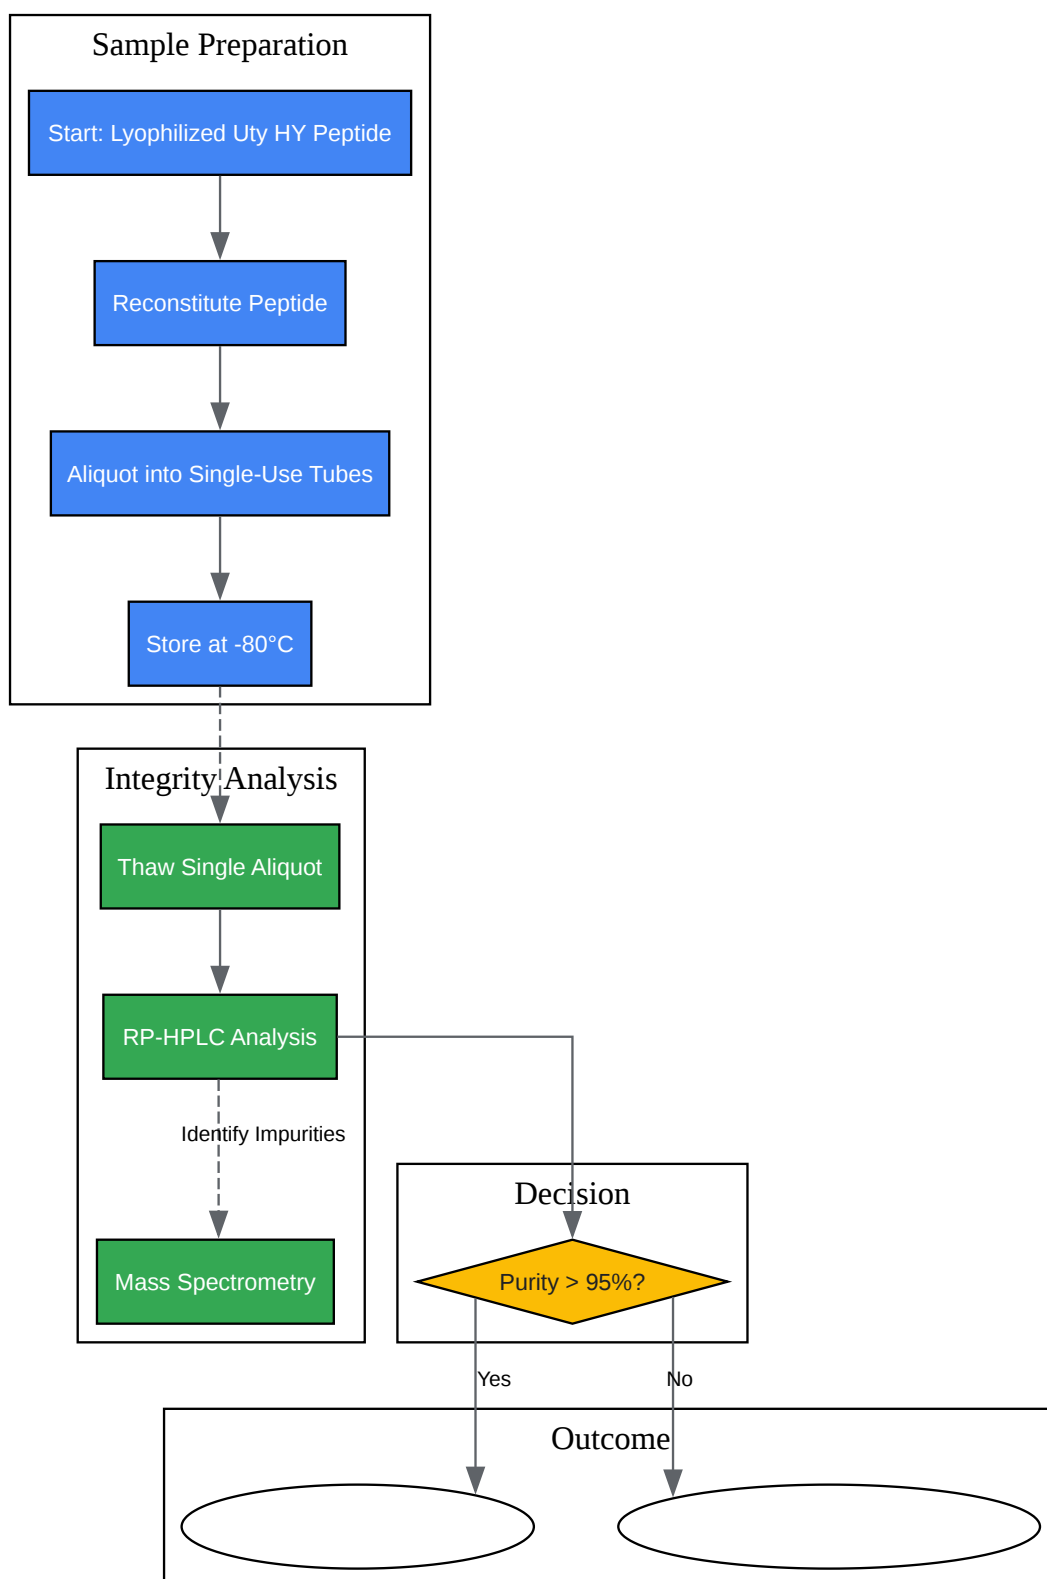 Sample Preparation
Start: Lyophilized Uty HY Peptide
Reconstitute Peptide
Aliquot into Single-Use Tubes
Store at -80°C
Integrity Analysis
Thaw Single Aliquot
RP-HPLC Analysis
Identify Impurities
Mass Spectrometry
Decision
Purity > 95%?
Yes
No
Outcome